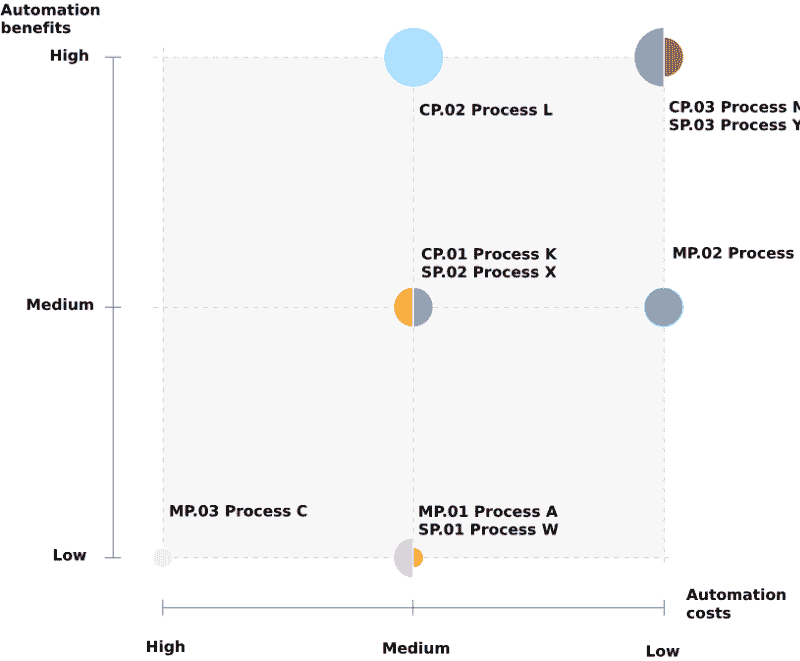 Automation
benefits
High
CP.02 Process L
CP.03 Process
SP.03 Process Y
CP.01 Process K
SP.02 Process X
MP.02 Process
Medium
MP.03 Process C
MP.01 Process A
SP.01 Process W
Low
Automation
costs
High
Medium
Low